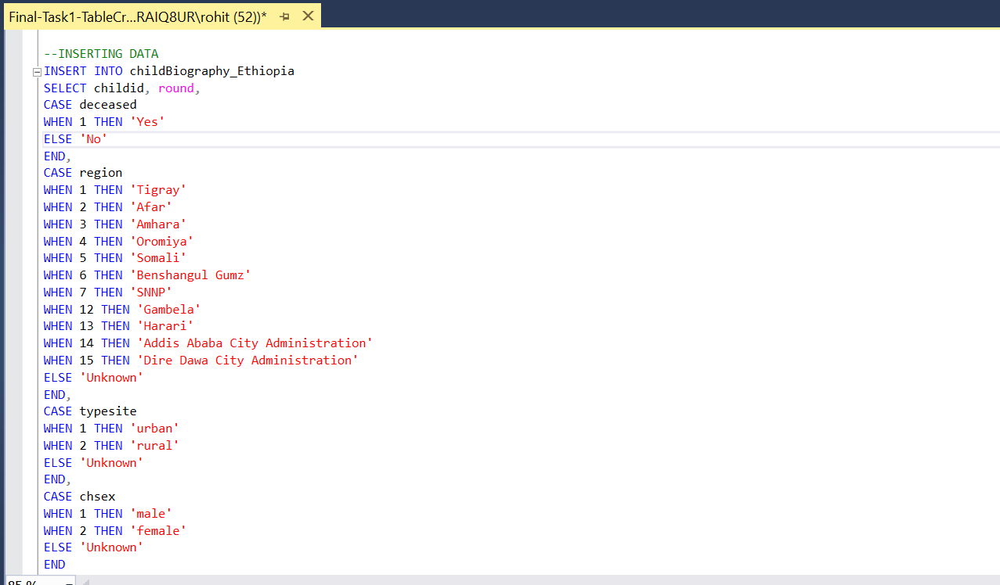 Final-Task1-TableCr...RAIQ8UR\rohit (52))*
--INSERTING DATA
INSERT INTO childBiography_Ethiopia
SELECT childid, round,
CASE deceased
WHEN 1 THEN 'Yes'
ELSE 'No'
END,
CASE region
WHEN 1 THEN 'Tigray'
WHEN 2 THEN 'Afar'
WHEN 3 THEN 'Amhara'
WHEN 4 THEN 'Oromiya'
WHEN 5 THEN 'Somali'
WHEN 6 THEN 'Benshangul Gumz'
WHEN 7 THEN 'SNNP'
WHEN 12 THEN 'Gambela'
WHEN 13 THEN 'Harari'
WHEN 14 THEN 'Addis Ababa City Administration'
WHEN 15 THEN 'Dire Dawa City Administration'
ELSE 'Unknown'
END,
CASE typesite
WHEN 1 THEN 'urban'
WHEN 2 THEN 'rural'
ELSE 'Unknown'
END,
CASE chsex
WHEN 1 THEN 'male'
WHEN 2 THEN 'female'
ELSE 'Unknown'
END
85 %